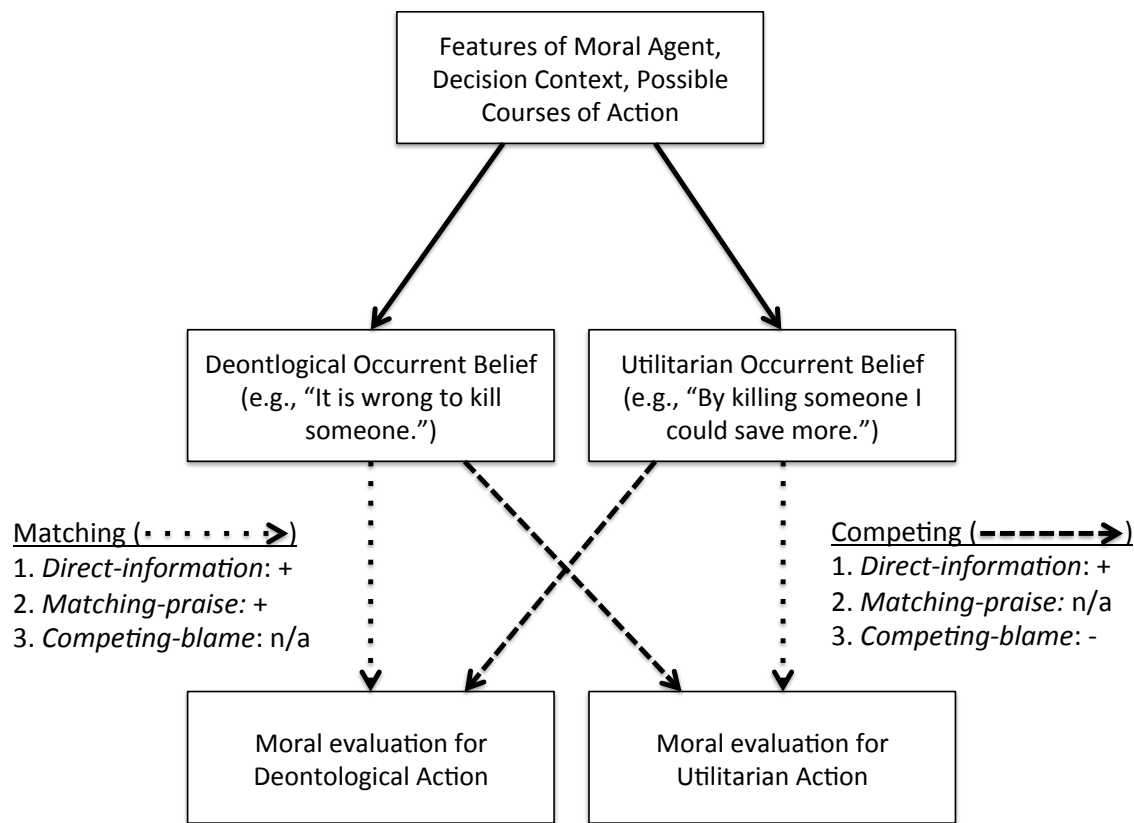 Features of Moral Agent,
Decision Context, Possible
Courses of Action
Deontlogical Occurrent Belief
(e.g., “It is wrong to kill
someone.”)
Utilitarian Occurrent Belief
(e.g., “By killing someone I
could save more.”)
Matching ( )
1. Direct-information: +
2. Matching-praise: +
3. Competing-blame: n/a
Competing ( )
1. Direct-information: +
2. Matching-praise: n/a
3. Competing-blame: -
Moral evaluation for
Deontological Action
Moral evaluation for
Utilitarian Action